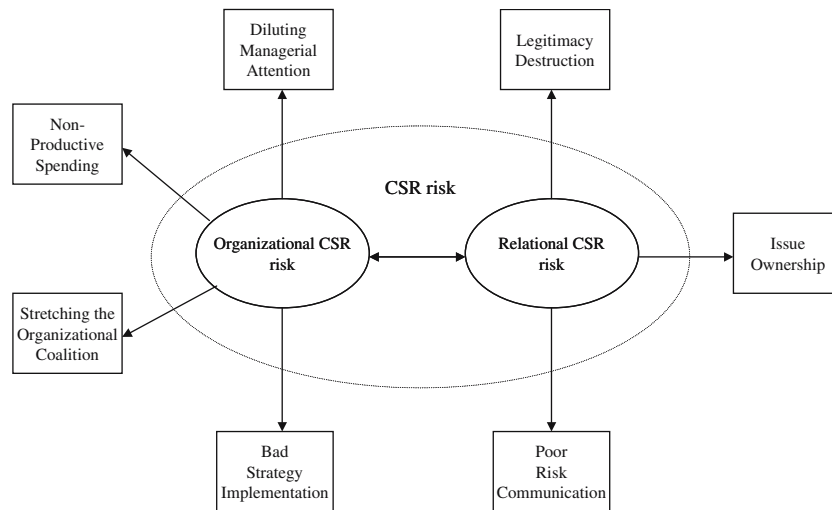 Diluting
Managerial
Attention
Legitimacy
Destruction
Non-
Productive
Spending
CSR risk
Organizational CSR
risk
Relational CSR
risk
Issue
Ownership
Stretching the
Organizational
Coalition
Bad
Strategy
Implementation
Poor
Risk
Communication